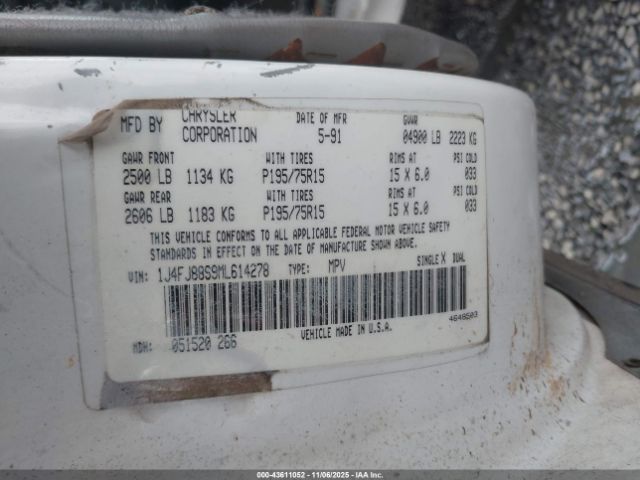 MFD BY CHRYSLER CORPORATION DATE OF MFR 5-91 GVWR 04900 LB 2223 KG
GAWR FRONT WITH TIRES RIMS AT PSI COLD
2500 LB 1134 KG P195/75R15 15 X 6.0 033
GAWR REAR WITH TIRES RIMS AT PSI COLD
2606 LB 1183 KG P195/75R15 15 X 6.0 033
THIS VEHICLE CONFORMS TO ALL APPLICABLE FEDERAL MOTOR VEHICLE SAFETY
STANDARDS IN EFFECT ON THE DATE OF MANUFACTURE SHOWN ABOVE.
VIN: 1J4FJ88S9ML614278 TYPE: MPV SINGLE X DUAL
MDH: 051520 266 VEHICLE MADE IN U.S.A. 4648503
000-43611052 - 11/06/2025 - IAAI.com